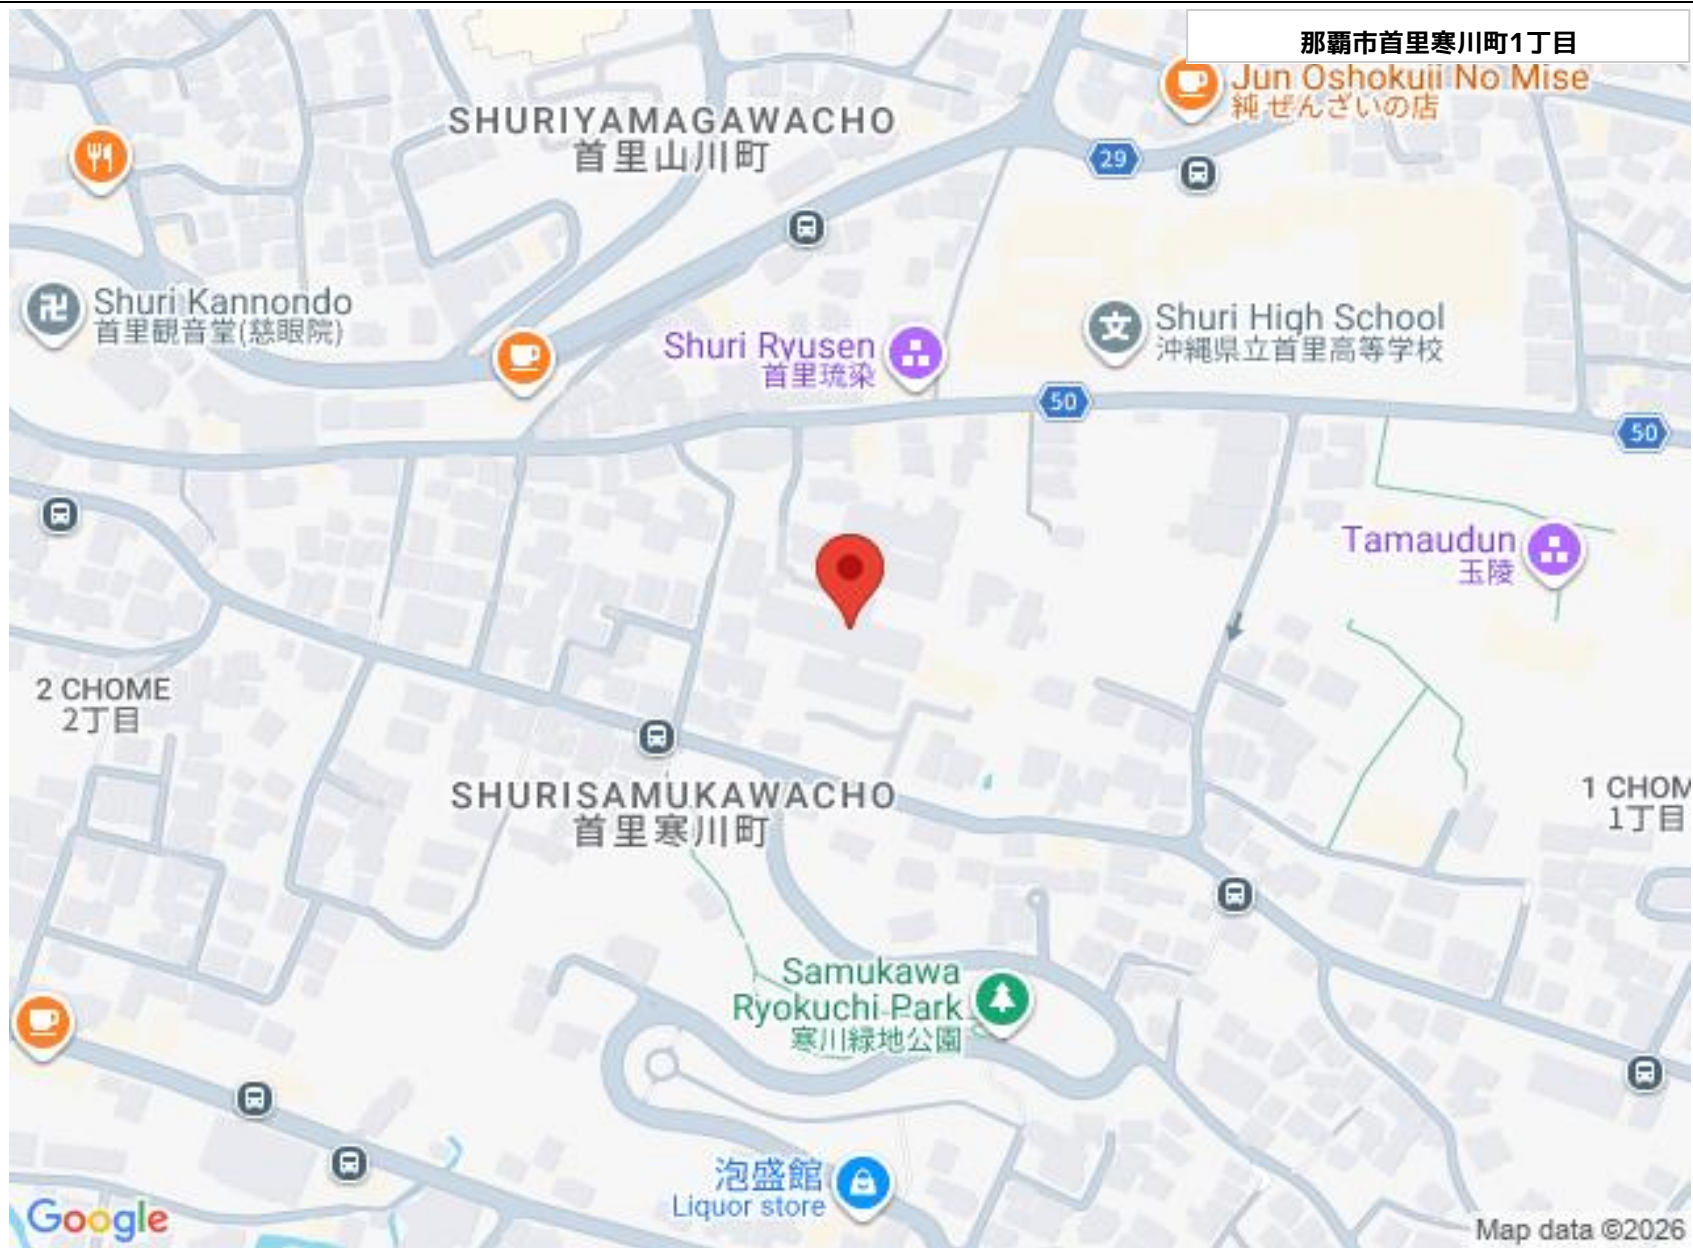 那覇市首里寒川町1丁目
Jun Oshokuji No Mise
純 ぜんざいの店
SHURIYAMAGAWACHO
首里山川町
29
Shuri Kannondo
首里観音堂(慈眼院)
Shuri Ryusen
首里琉染
Shuri High School
沖縄県立首里高等学校
50
50
Tamaudun
玉陵
2 CHOME
2丁目
SHURISAMUKAWACHO
首里寒川町
1 CHOM
1丁目
Samukawa
Ryokuchi Park
寒川緑地公園
泡盛館
Liquor store
Google
Map data ©2026